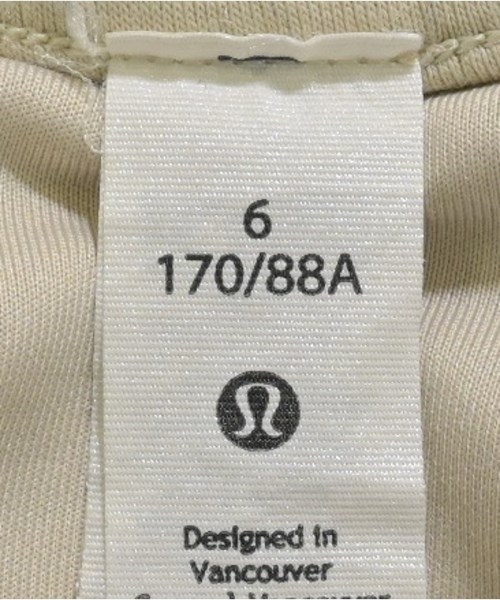 6
170/88A
Designed in
Vancouver